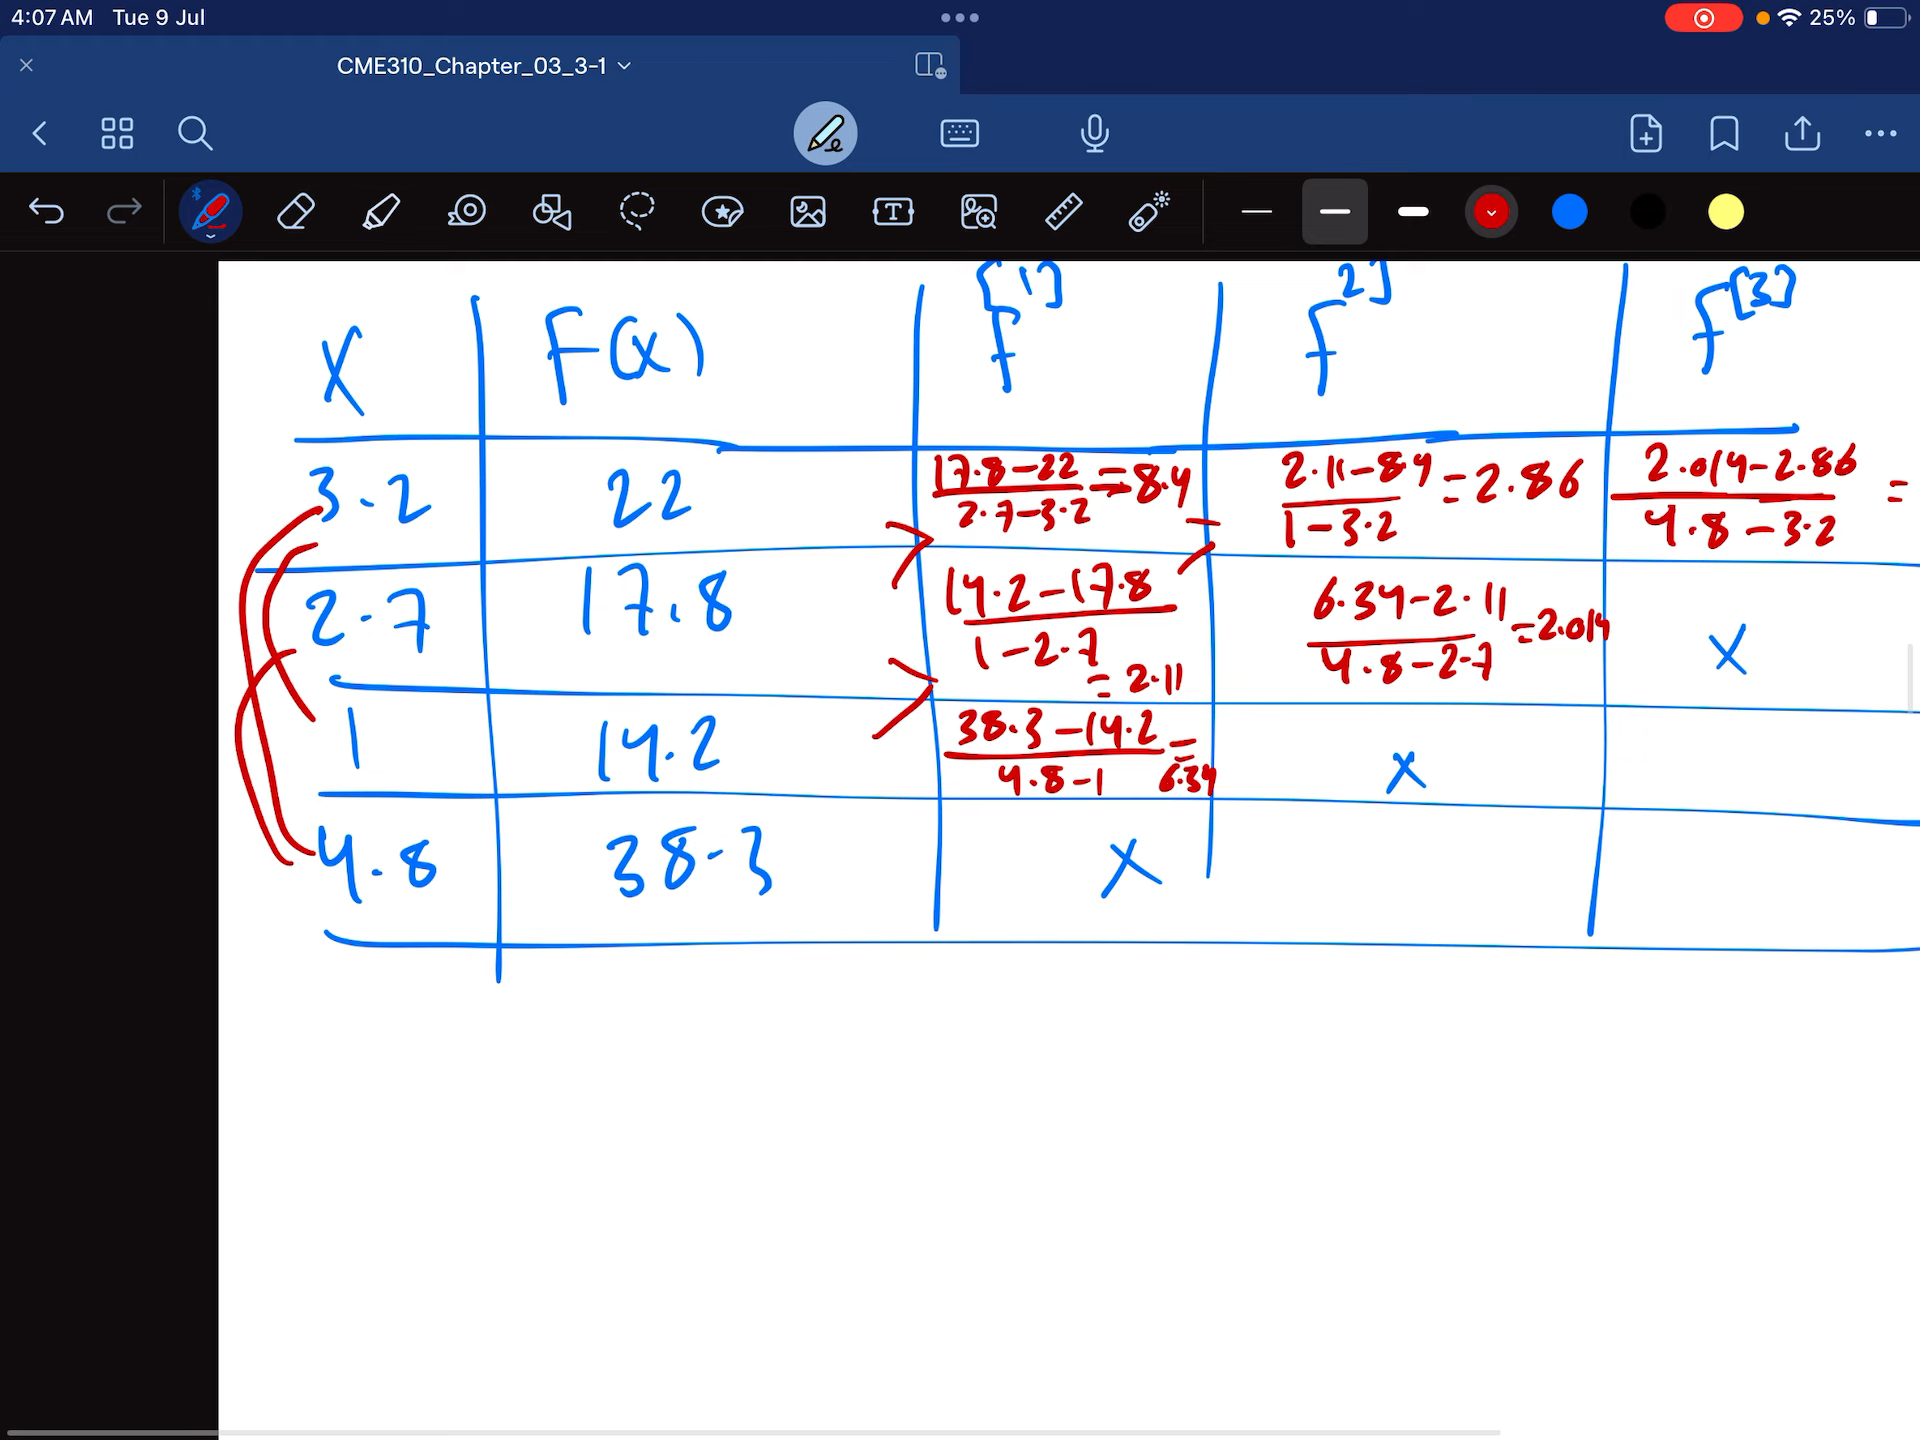 4:07 AM Tue 9 Jul
25%
CME310_Chapter_03_3-1
X F(x) f[1] f2] f[3]
3.2 22 17.8-22 / 2.7-3.2 = 8.4 2.11-8.4 / 1-3.2 = 2.86 2.014-2.86 / 4.8-3.2 =
2.7 17.8 14.2-17.8 / 1-2.7 = 2.11 6.34-2.11 / 4.8-2.7 = 2.014 X
1 14.2 38.3-14.2 / 4.8-1 = 6.34 X
4.8 38.3 X